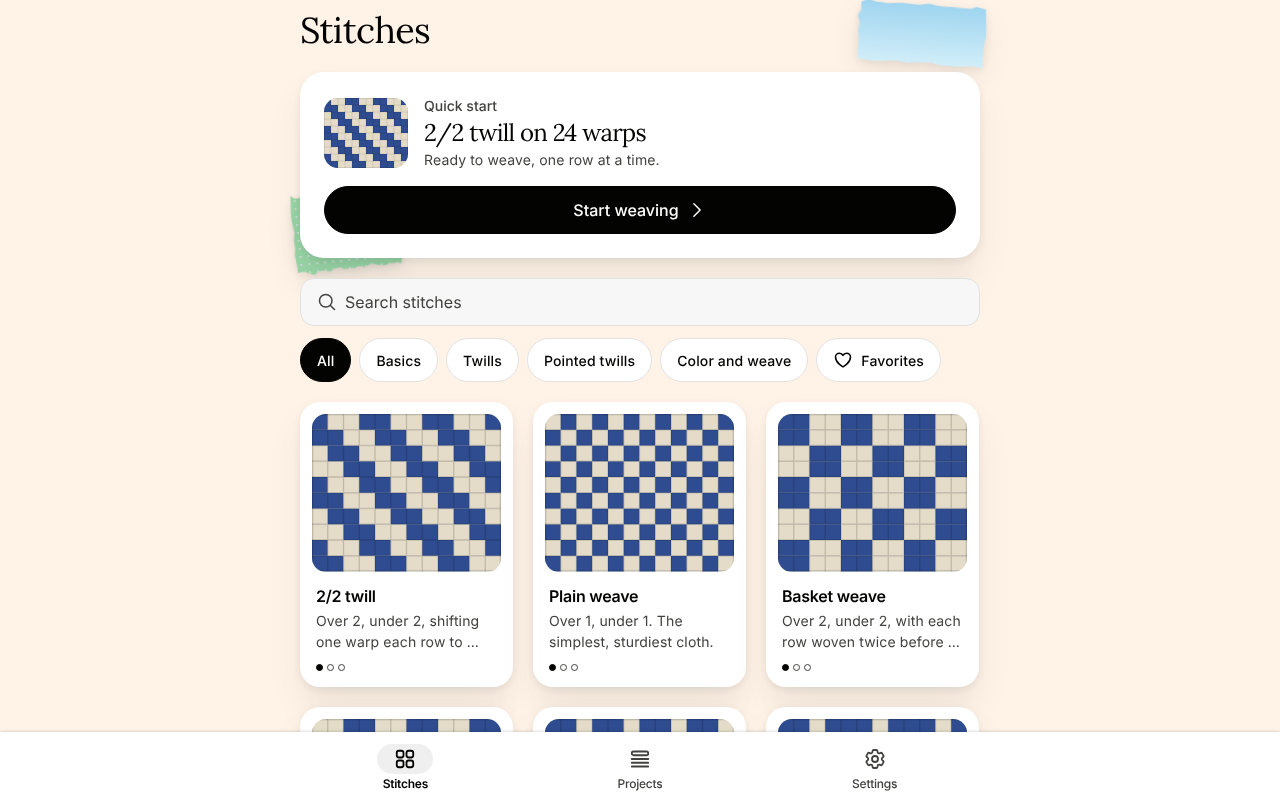 Stitches
Quick start
2/2 twill on 24 warps
Ready to weave, one row at a time.
Start weaving
Search stitches
All
Basics
Twills
Pointed twills
Color and weave
Favorites
2/2 twill
Over 2, under 2, shifting
one warp each row to ...
Plain weave
Over 1, under 1. The
simplest, sturdiest cloth.
Basket weave
Over 2, under 2, with each
row woven twice before ...
Stitches
Projects
Settings